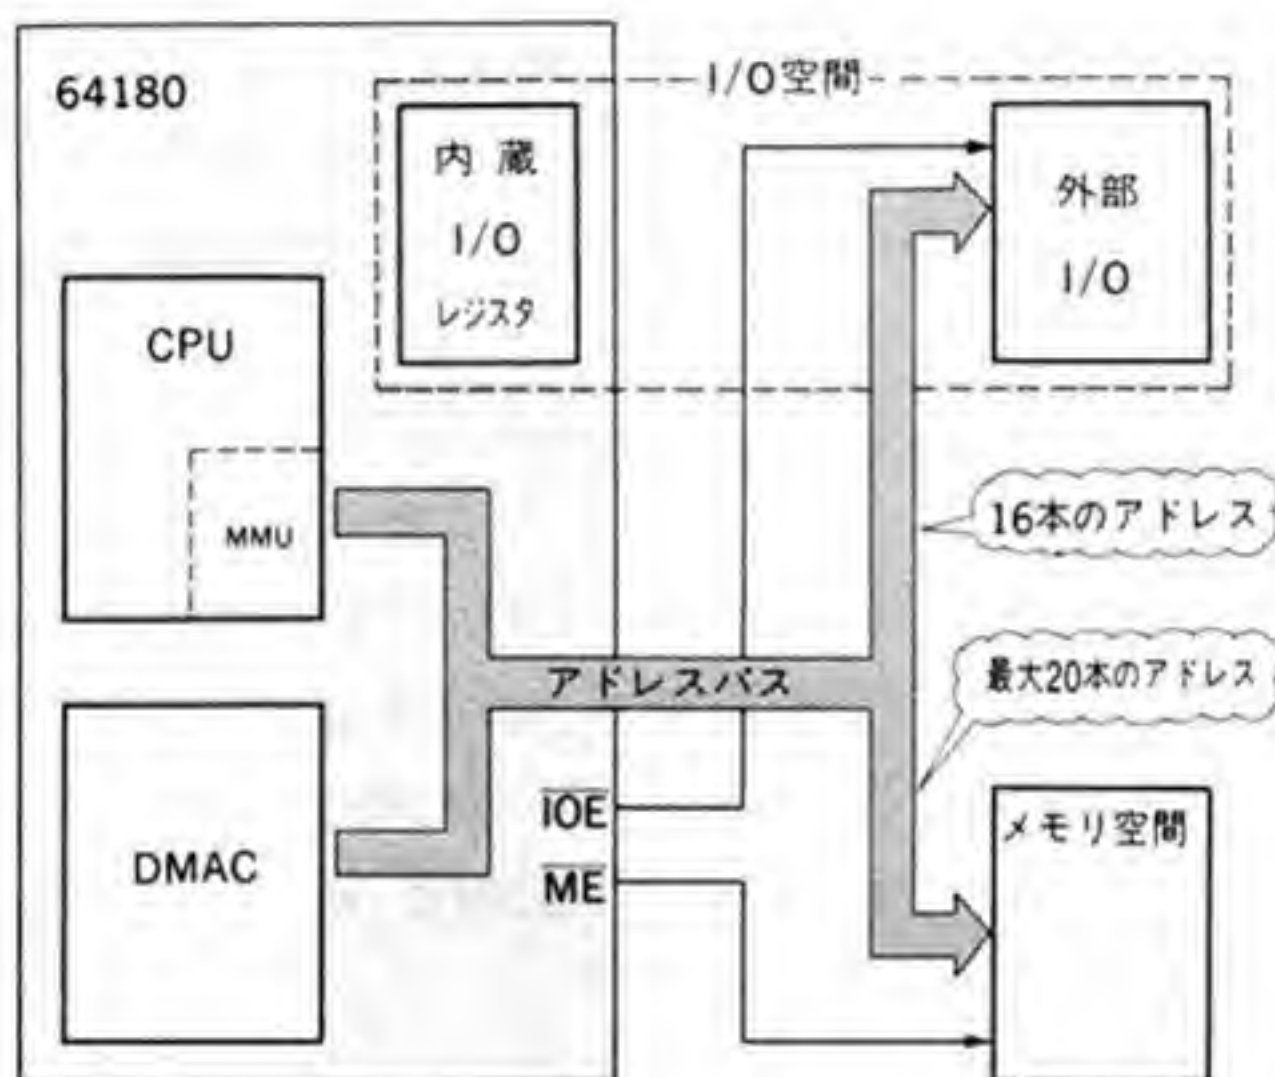 64180
I/O空間
内蔵
I/O
レジスタ
外部
I/O
CPU
MMU
16本のアドレス
アドレスバス
最大20本のアドレス
DMAC
IOE
ME
メモリ空間